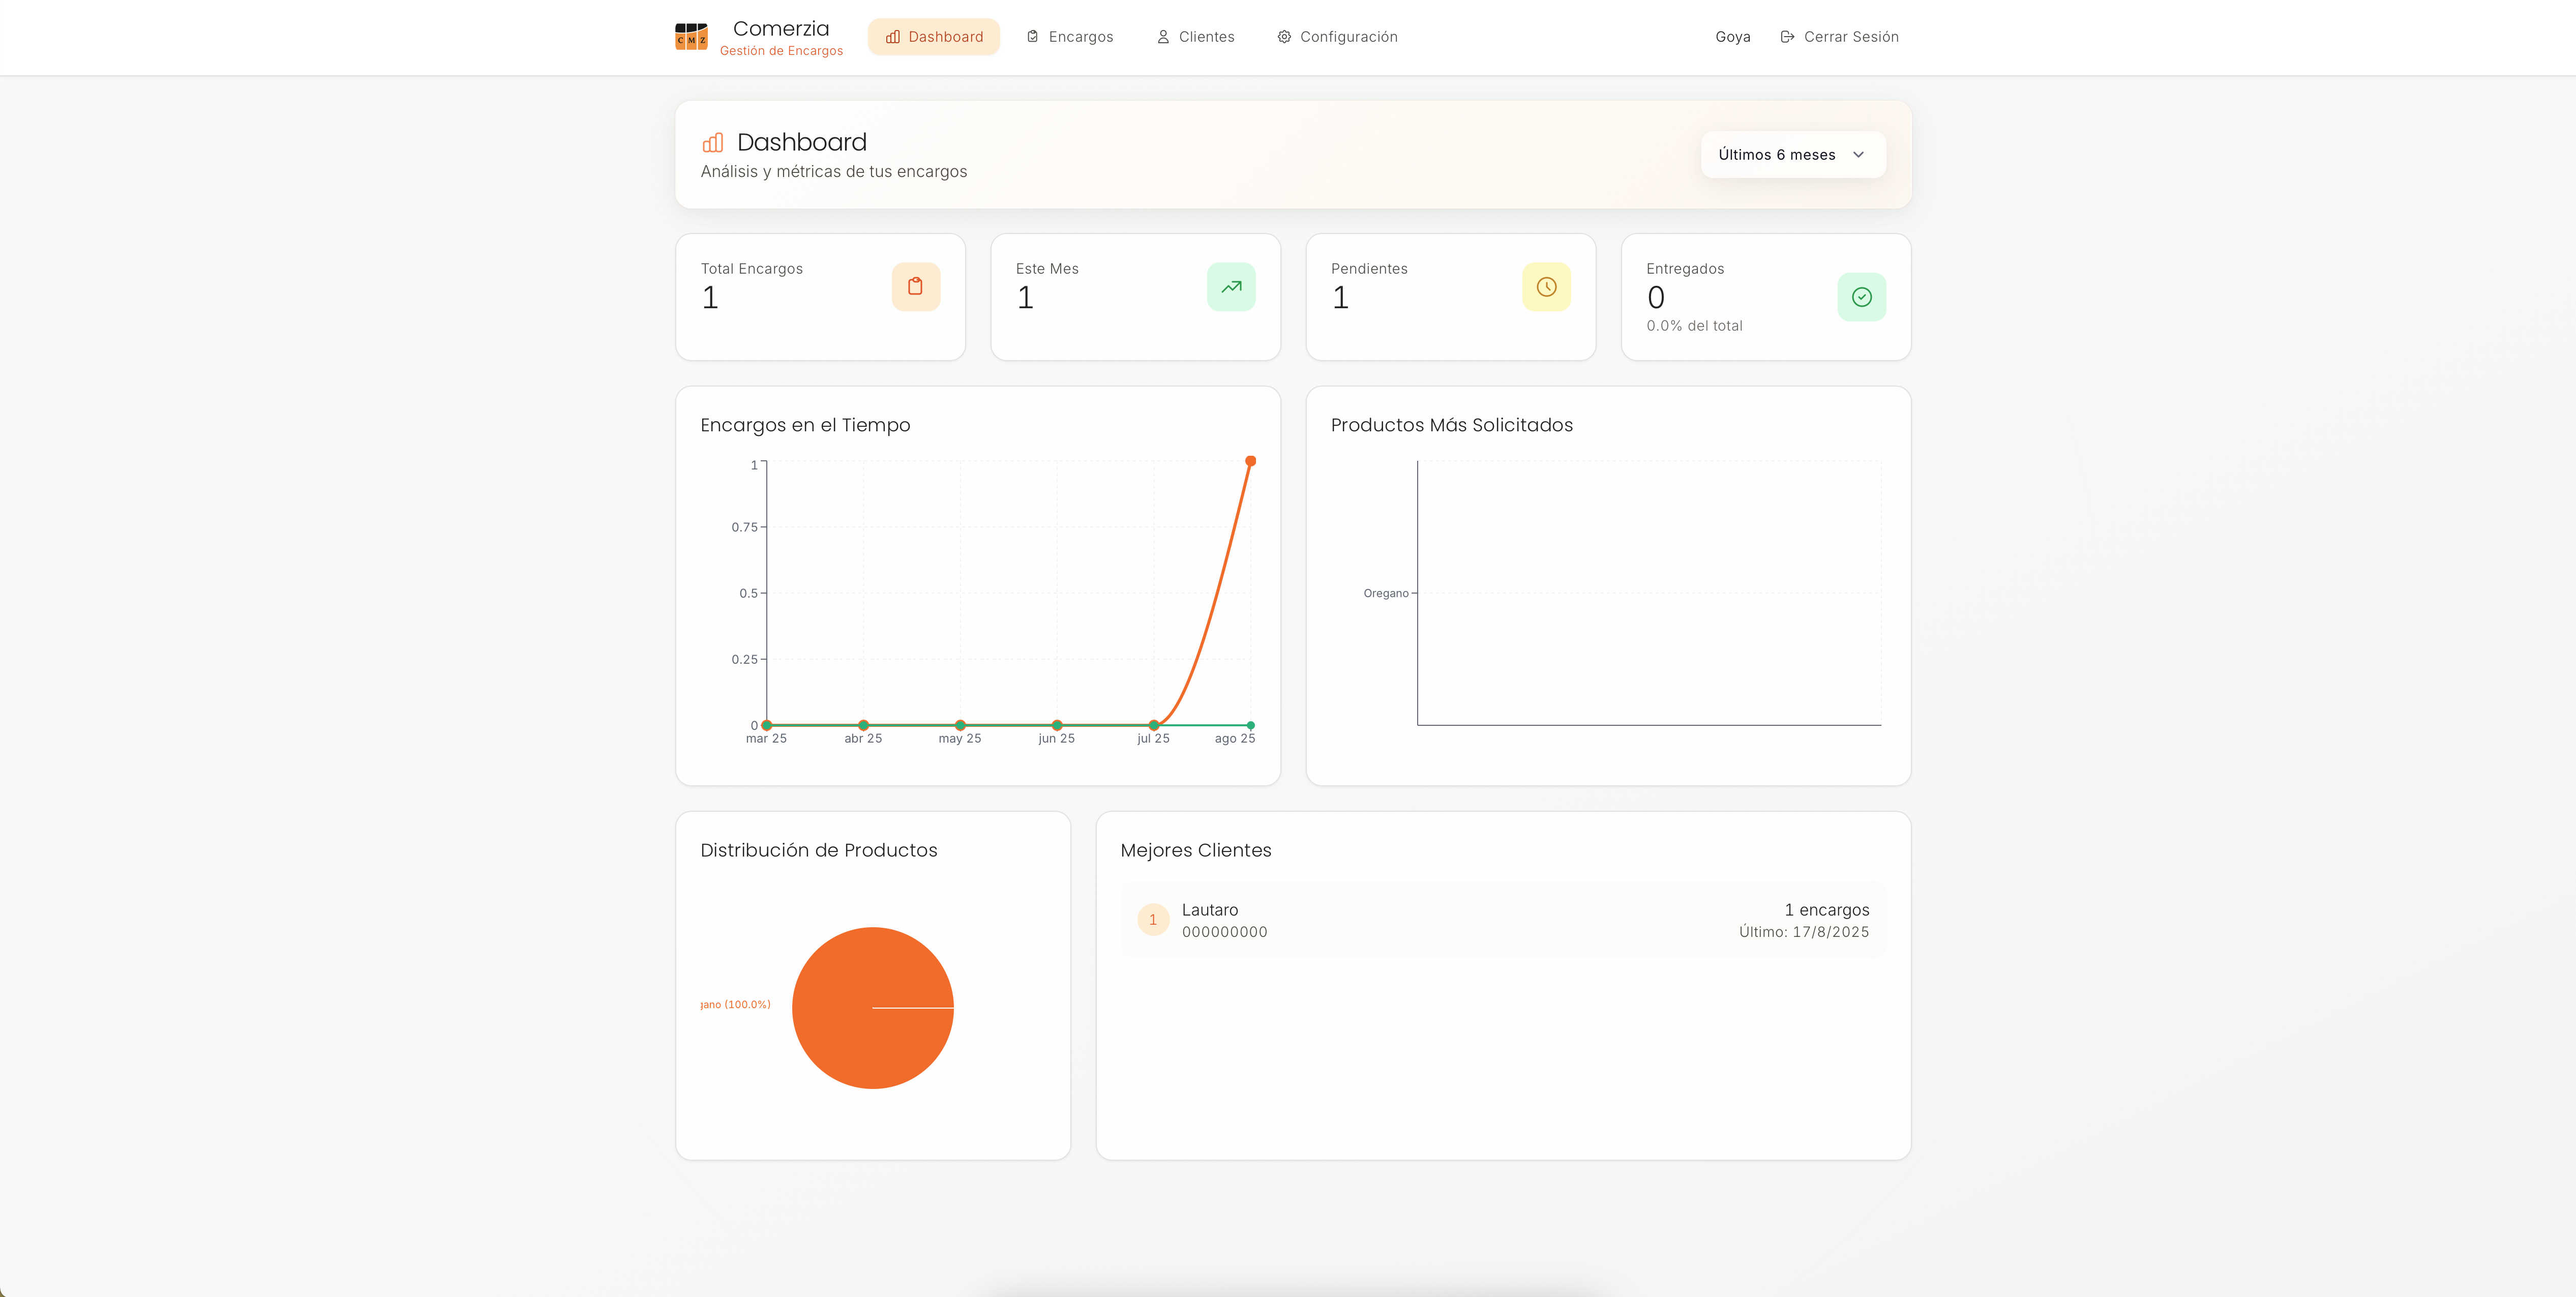 C M Z
Comerzia
Gestión de Encargos
Dashboard
Encargos
Clientes
Configuración
Goya
Cerrar Sesión
Dashboard
Análisis y métricas de tus encargos
Últimos 6 meses
Total Encargos
1
Este Mes
1
Pendientes
1
Entregados
0
0.0% del total
Encargos en el Tiempo
1
0.75
0.5
0.25
0
mar 25 abr 25 may 25 jun 25 jul 25 ago 25
Productos Más Solicitados
Oregano
Distribución de Productos
gano (100.0%)
Mejores Clientes
1
Lautaro
000000000
1 encargos
Último: 17/8/2025